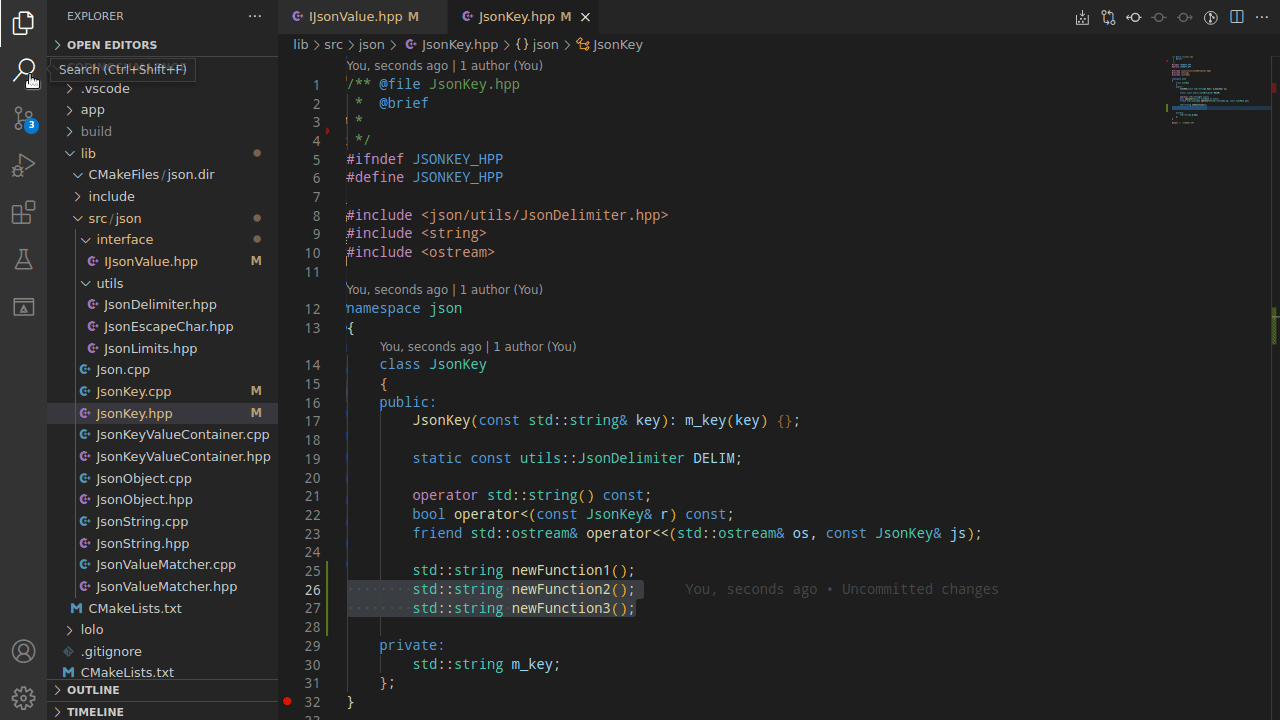 EXPLORER
OPEN EDITORS
Search (Ctrl+Shift+F)
.vscode
app
build
lib
CMakeFiles/json.dir
include
src/json
interface
IJsonValue.hpp M
utils
JsonDelimiter.hpp
JsonEscapeChar.hpp
JsonLimits.hpp
Json.cpp
JsonKey.cpp M
JsonKey.hpp M
JsonKeyValueContainer.cpp
JsonKeyValueContainer.hpp
JsonObject.cpp
JsonObject.hpp
JsonString.cpp
JsonString.hpp
JsonValueMatcher.cpp
JsonValueMatcher.hpp
CMakeLists.txt
lolo
.gitignore
CMakeLists.txt
OUTLINE
TIMELINE
3
IJsonValue.hpp M
JsonKey.hpp M
lib > src > json > JsonKey.hpp > {} json > JsonKey
You, seconds ago | 1 author (You)
1 /** @file JsonKey.hpp
2 * @brief
3 *
4 */
5 #ifndef JSONKEY_HPP
6 #define JSONKEY_HPP
7
8 #include <json/utils/JsonDelimiter.hpp>
9 #include <string>
10 #include <ostream>
11
You, seconds ago | 1 author (You)
12 namespace json
13 {
You, seconds ago | 1 author (You)
14 class JsonKey
15 {
16 public:
17 JsonKey(const std::string& key): m_key(key) {};
18
19 static const utils::JsonDelimiter DELIM;
20
21 operator std::string() const;
22 bool operator<(const JsonKey& r) const;
23 friend std::ostream& operator<<(std::ostream& os, const JsonKey& js);
24
25 std::string newFunction1();
26 std::string newFunction2(); You, seconds ago • Uncommitted changes
27 std::string newFunction3();
28
29 private:
30 std::string m_key;
31 };
32 }